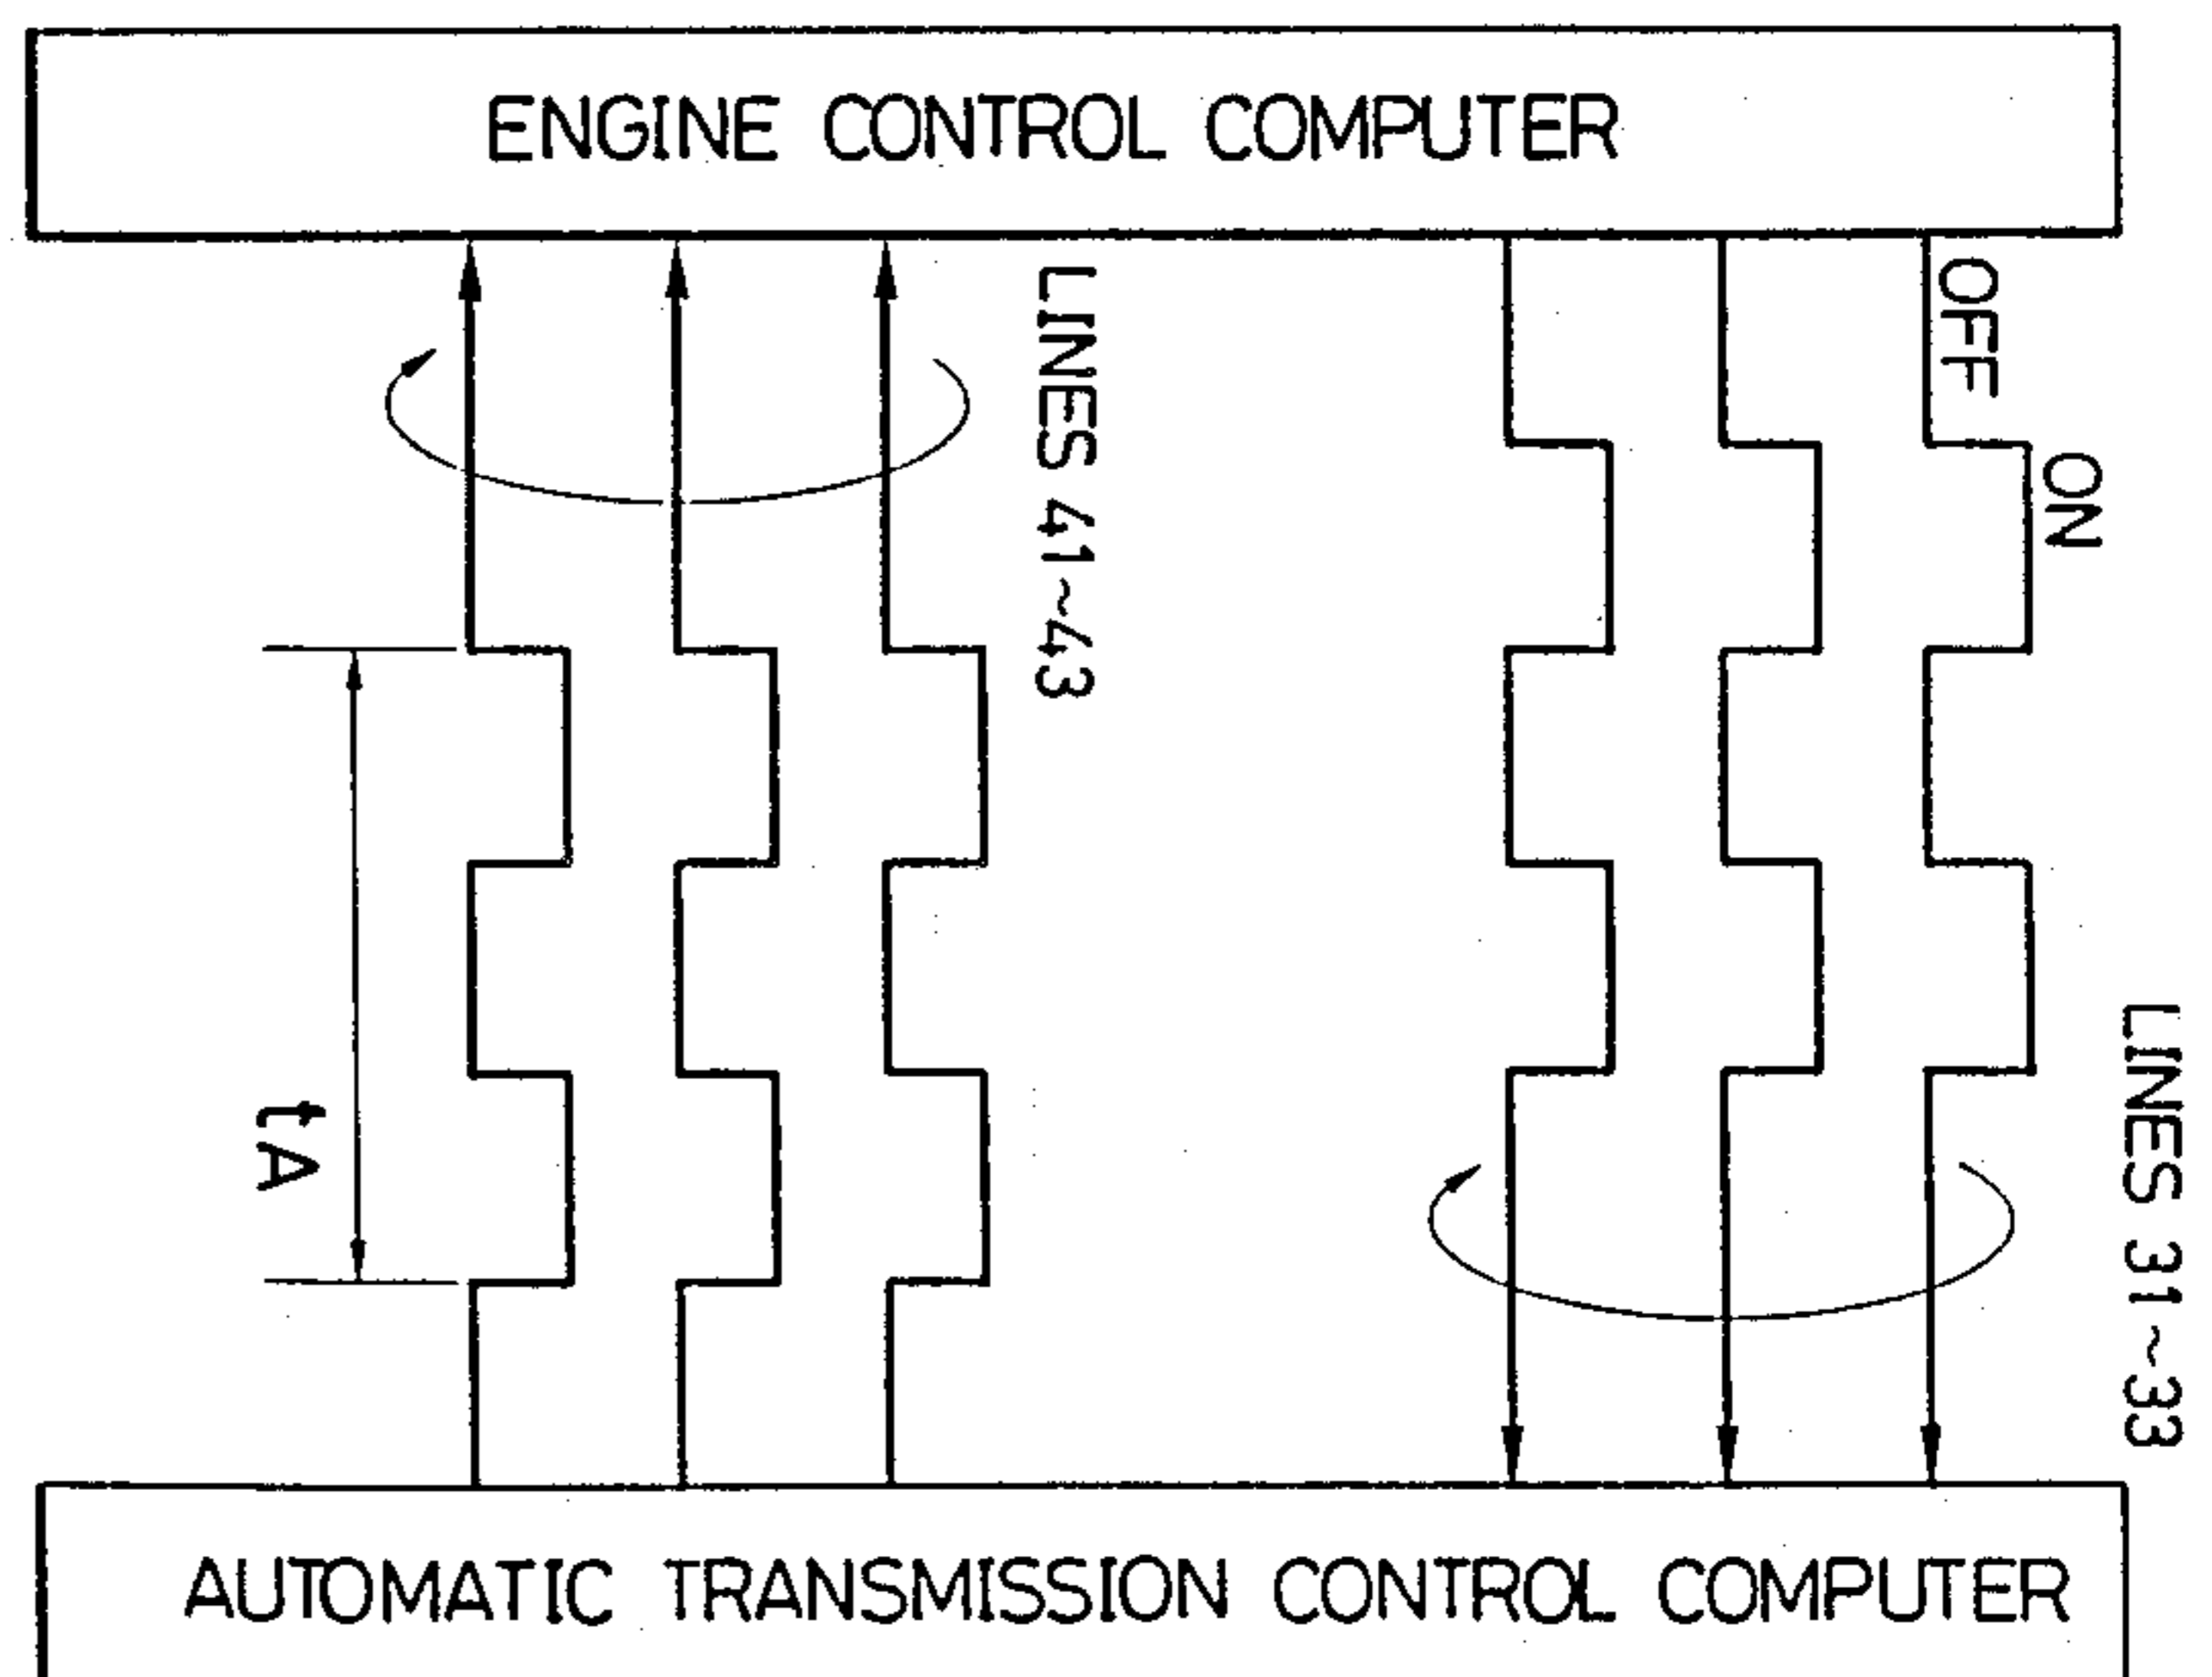 ENGINE CONTROL COMPUTER
LINES 41~43
OFF
ON
tA
LINES 31~33
AUTOMATIC TRANSMISSION CONTROL COMPUTER